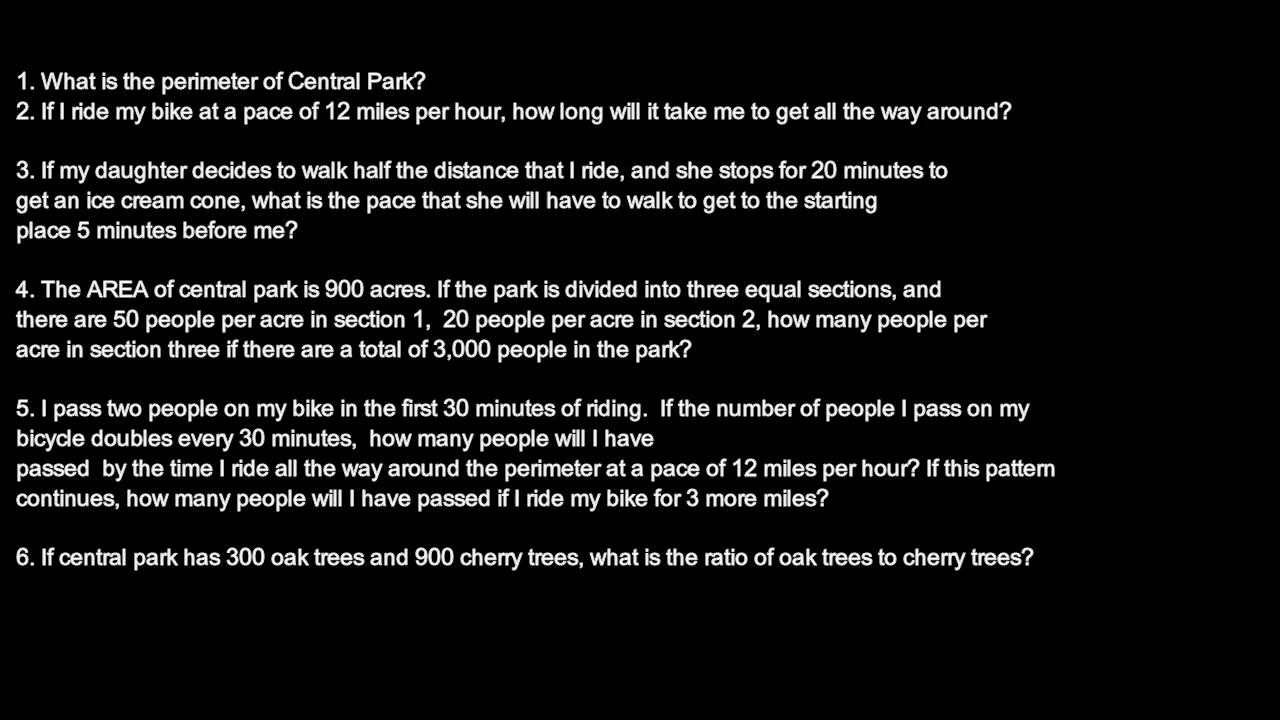 1. What is the perimeter of Central Park?
2. If I ride my bike at a pace of 12 miles per hour, how long will it take me to get all the way around?
3. If my daughter decides to walk half the distance that I ride, and she stops for 20 minutes to
get an ice cream cone, what is the pace that she will have to walk to get to the starting
place 5 minutes before me?
4. The AREA of central park is 900 acres. If the park is divided into three equal sections, and
there are 50 people per acre in section 1,  20 people per acre in section 2, how many people per
acre in section three if there are a total of 3,000 people in the park?
5. I pass two people on my bike in the first 30 minutes of riding.  If the number of people I pass on my
bicycle doubles every 30 minutes,  how many people will I have
passed  by the time I ride all the way around the perimeter at a pace of 12 miles per hour? If this pattern
continues, how many people will I have passed if I ride my bike for 3 more miles?
6. If central park has 300 oak trees and 900 cherry trees, what is the ratio of oak trees to cherry trees?